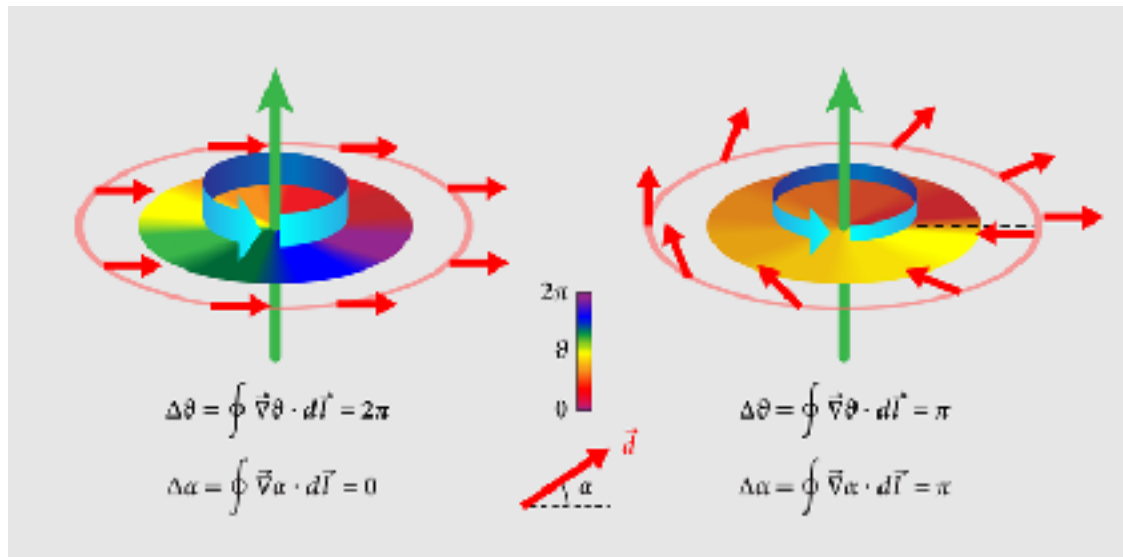 2π
ϑ
0
Δϑ = ∮ ∇⃗ϑ · dl⃗ = 2π
Δα = ∮ ∇⃗α · dl⃗ = 0
d⃗
α
Δϑ = ∮ ∇⃗ϑ · dl⃗ = π
Δα = ∮ ∇⃗α · dl⃗ = π